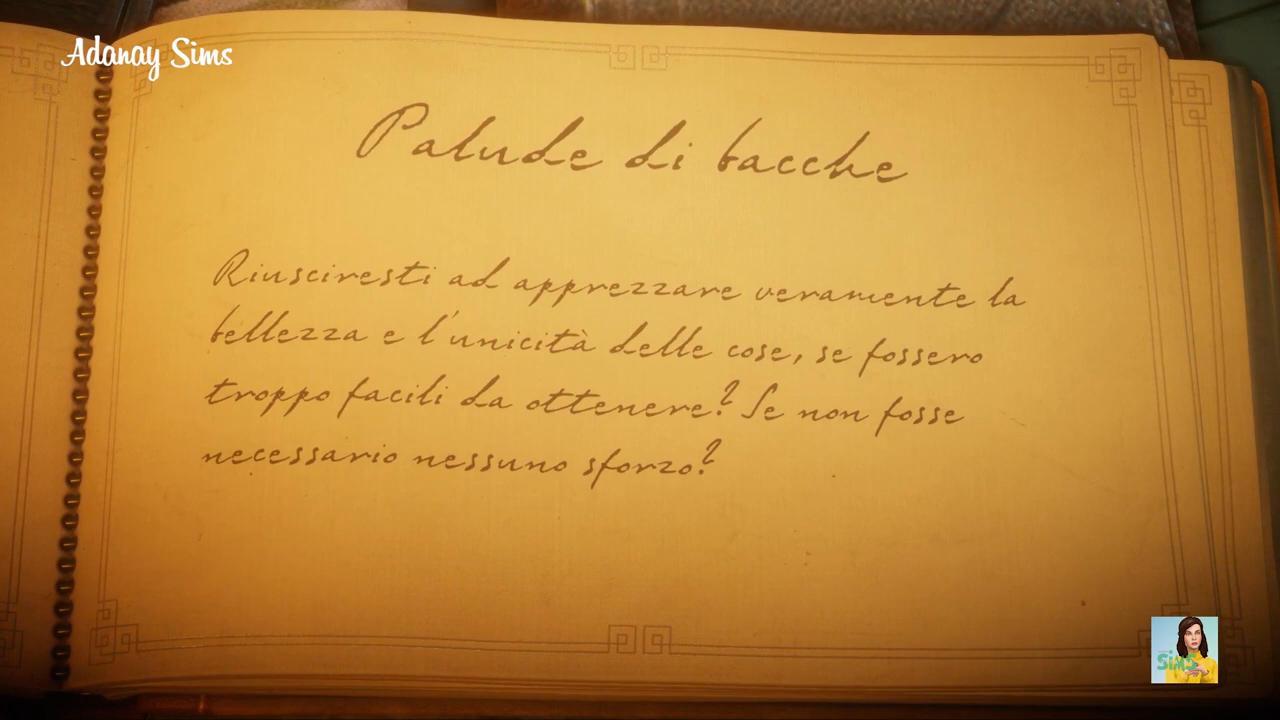 Adanay Sims
Palude di bacche
Riusciresti ad apprezzare veramente la
bellezza e l'unicità delle cose, se fossero
troppo facili da ottenere? Se non fosse
necessario nessuno sforzo?
SiMS